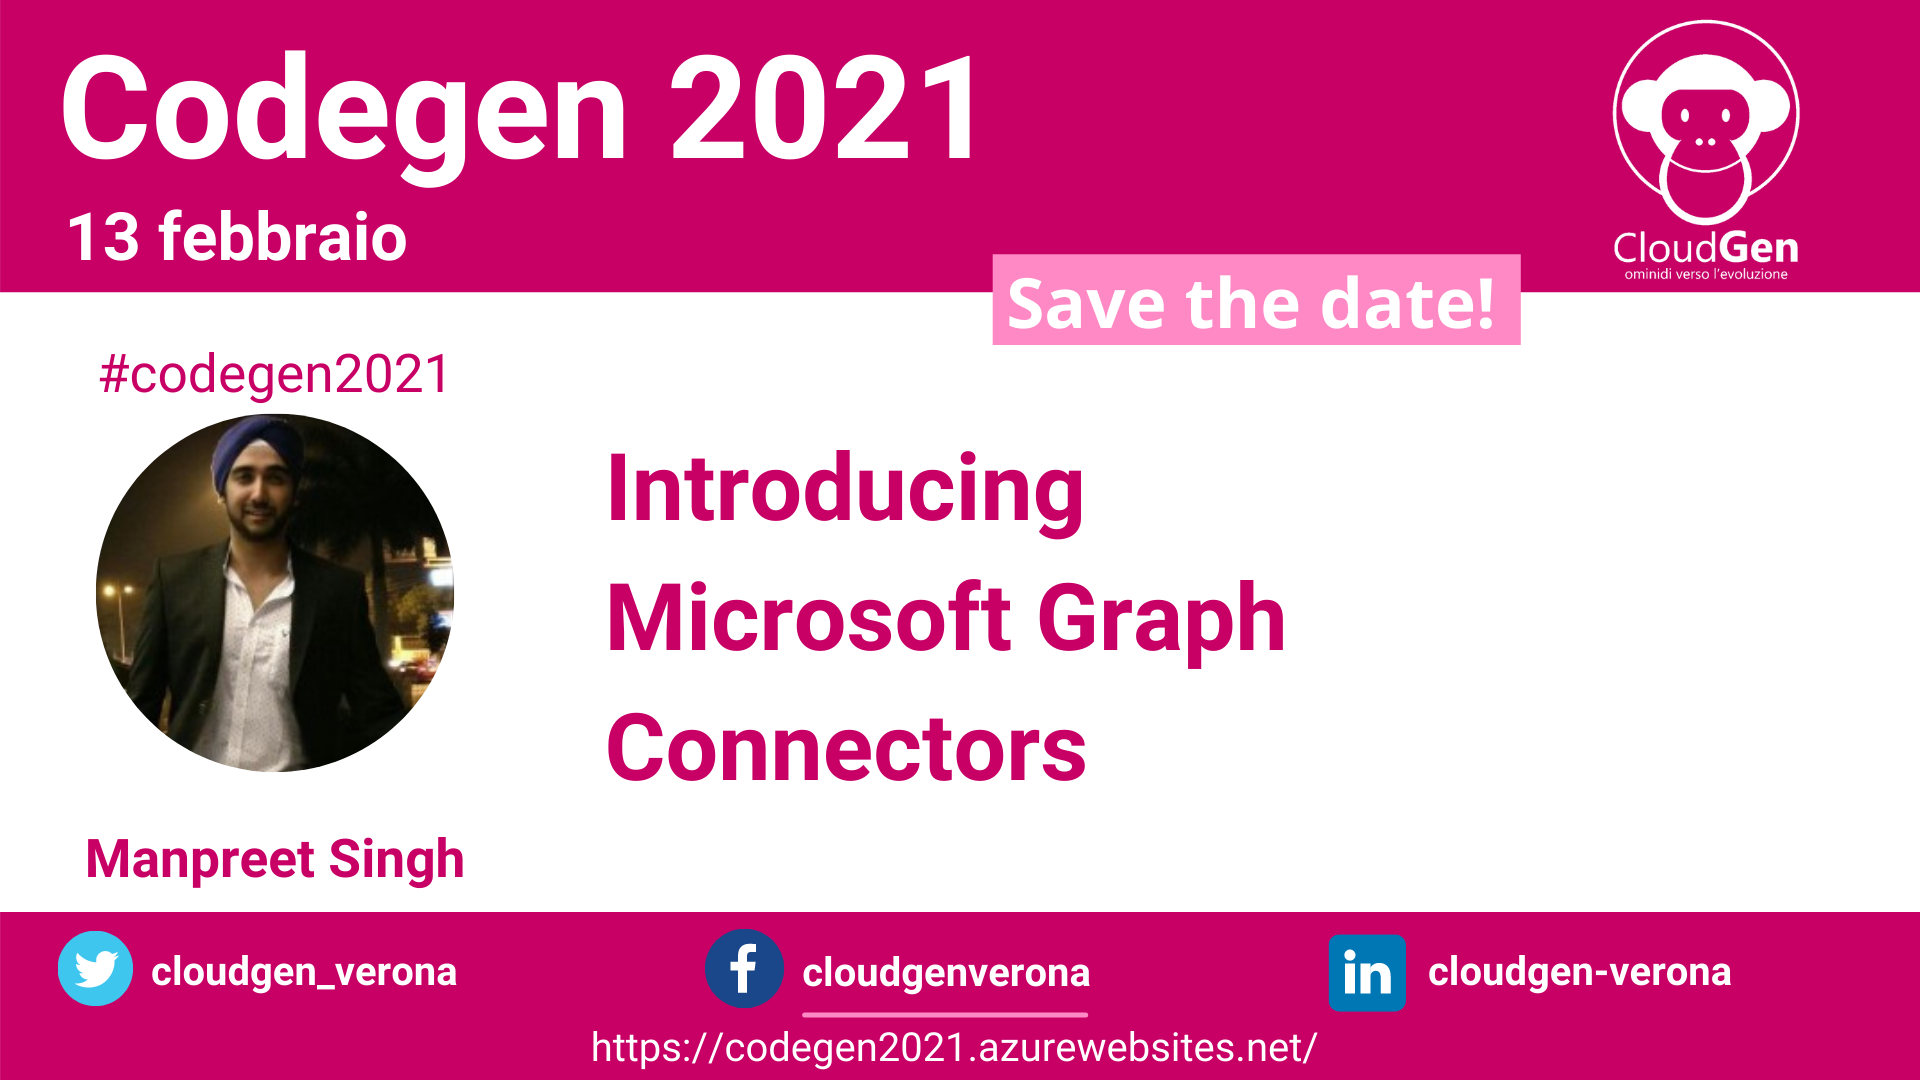 Codegen 2021
13 febbraio
CloudGen
ominidi verso l'evoluzione
Save the date!
#codegen2021
Introducing
Microsoft Graph
Connectors
Manpreet Singh
cloudgen_verona
cloudgenverona
in cloudgen-verona
https://codegen2021.azurewebsites.net/